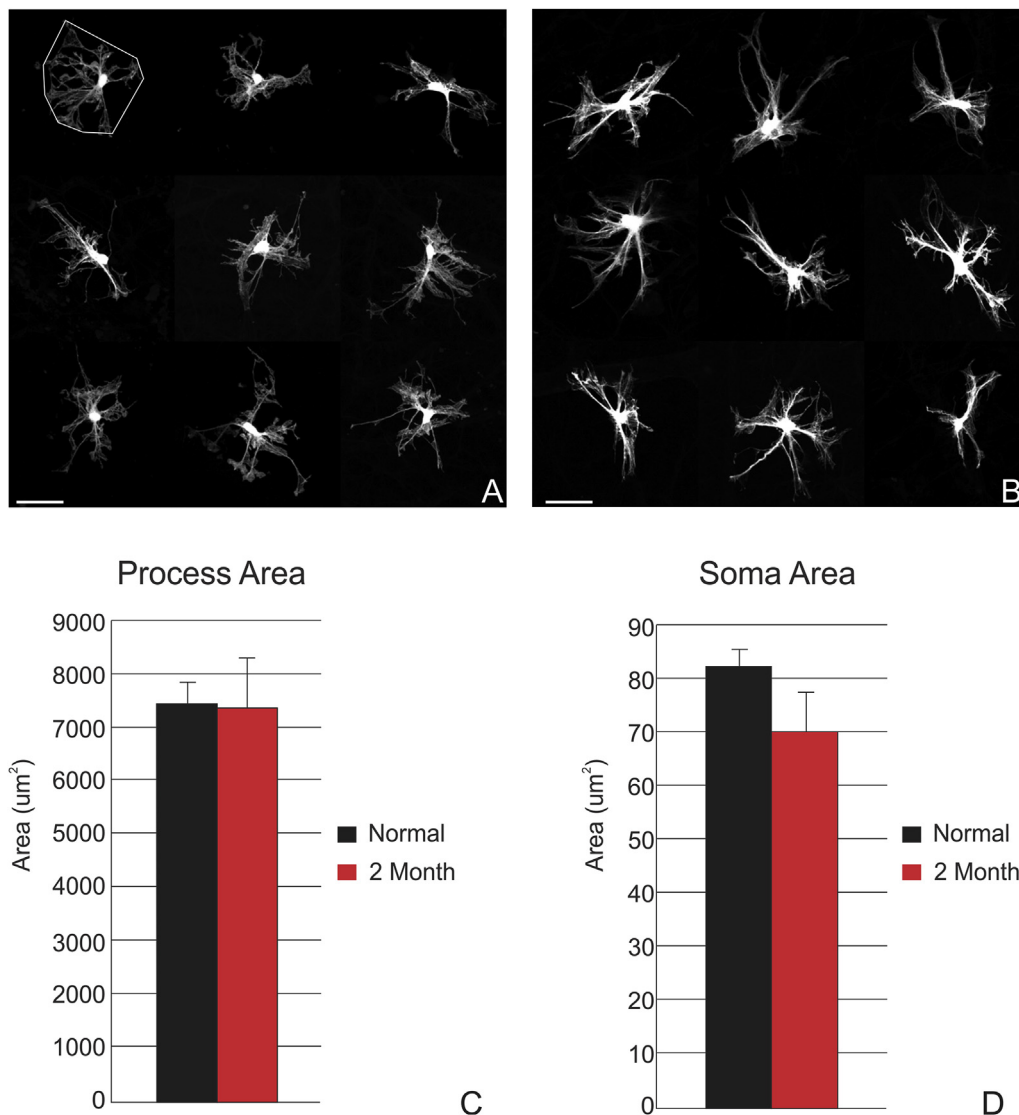 A
B
Process Area
9000
8000
7000
6000
5000
4000
3000
2000
1000
0
Area (um²)
Normal
2 Month
C
Soma Area
90
80
70
60
50
40
30
20
10
0
Area (um²)
Normal
2 Month
D